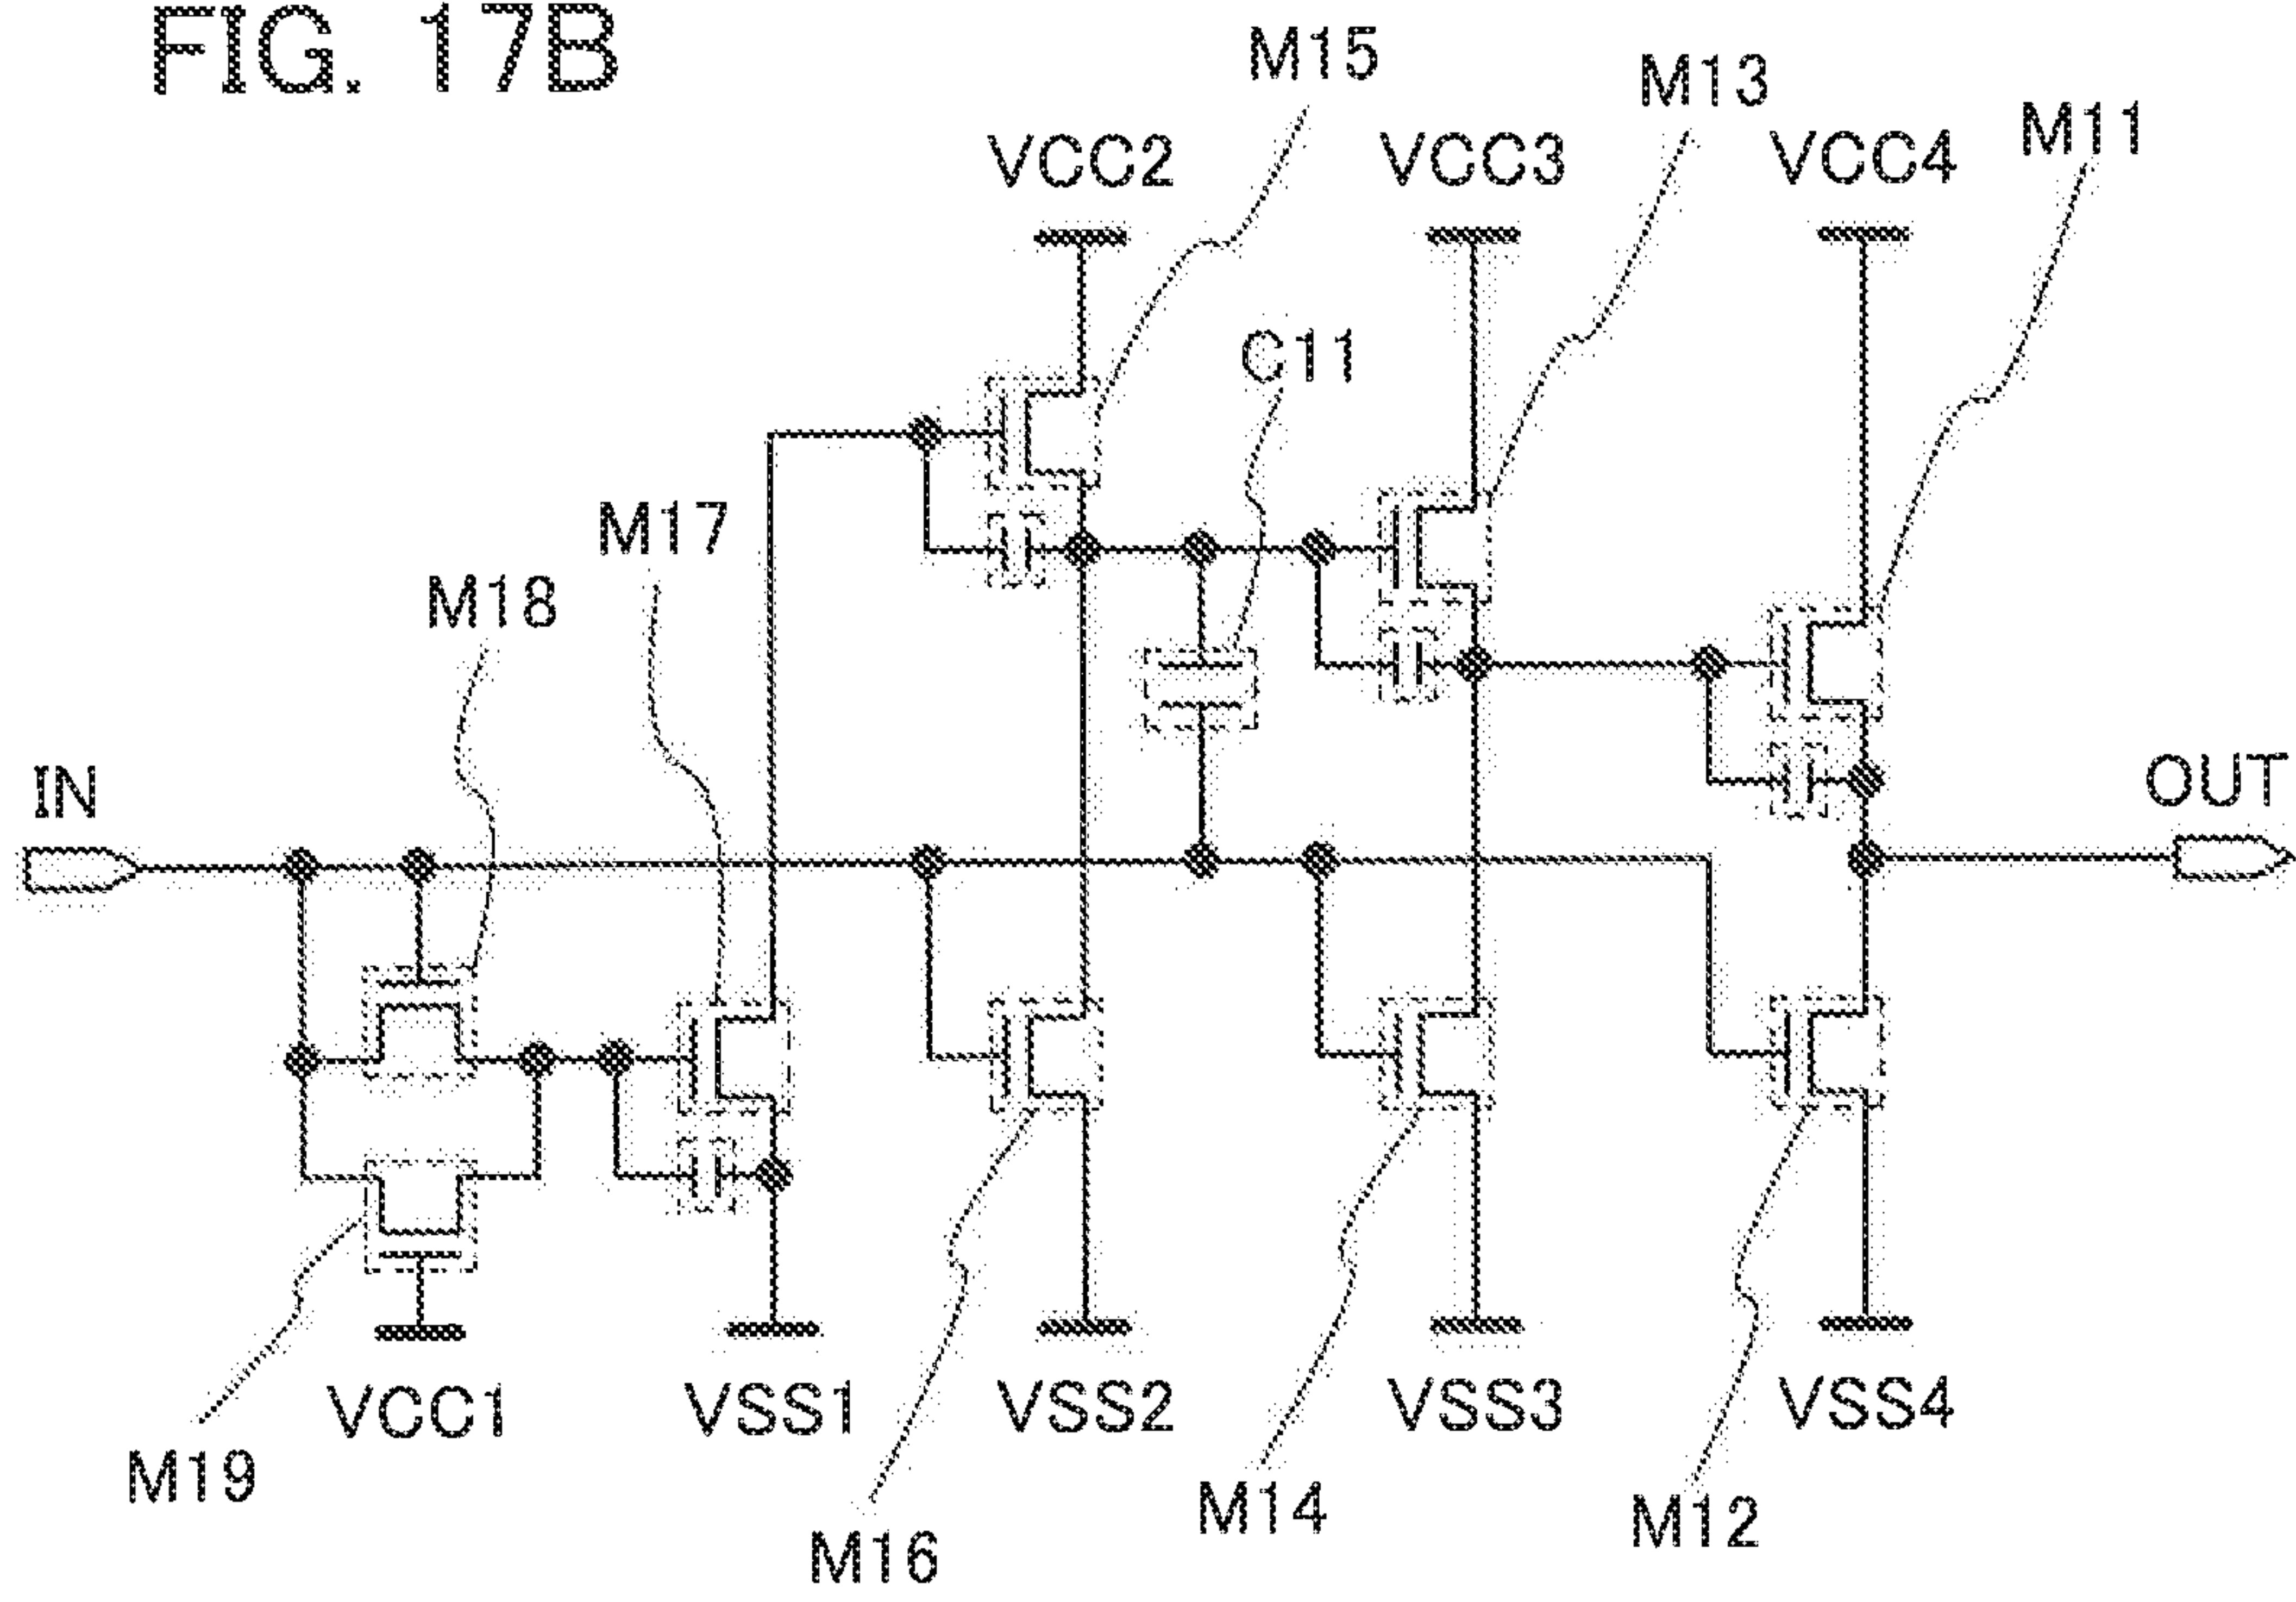 FIG. 17B
M15
M13
M11
VCC2
VCC3
VCC4
C11
M17
M18
IN
OUT
VCC1
VSS1
VSS2
VSS3
VSS4
M19
M16
M14
M12